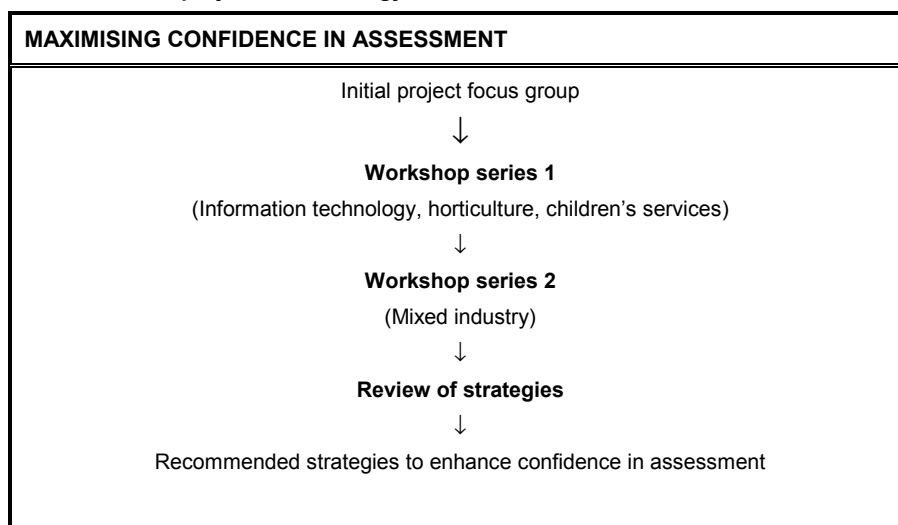 MAXIMISING CONFIDENCE IN ASSESSMENT
Initial project focus group
↓
Workshop series 1
(Information technology, horticulture, children's services)
↓
Workshop series 2
(Mixed industry)
↓
Review of strategies
↓
Recommended strategies to enhance confidence in assessment